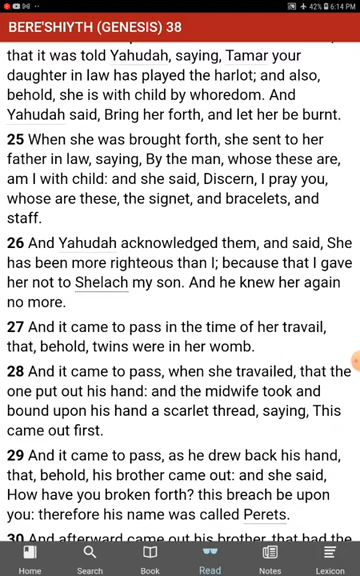 42% 6:14 PM
BERE'SHIYTH (GENESIS) 38
that it was told Yahudah, saying, Tamar your
daughter in law has played the harlot; and also,
behold, she is with child by whoredom. And
Yahudah said, Bring her forth, and let her be burnt.
25 When she was brought forth, she sent to her
father in law, saying, By the man, whose these are,
am I with child: and she said, Discern, I pray you,
whose are these, the signet, and bracelets, and
staff.
26 And Yahudah acknowledged them, and said, She
has been more righteous than I; because that I gave
her not to Shelach my son. And he knew her again
no more.
27 And it came to pass in the time of her travail,
that, behold, twins were in her womb.
28 And it came to pass, when she travailed, that the
one put out his hand: and the midwife took and
bound upon his hand a scarlet thread, saying, This
came out first.
29 And it came to pass, as he drew back his hand,
that, behold, his brother came out: and she said,
How have you broken forth? this breach be upon
you: therefore his name was called Perets.
30 And afterward came out his brother, that had the
Home Search Book Read Notes Lexicon